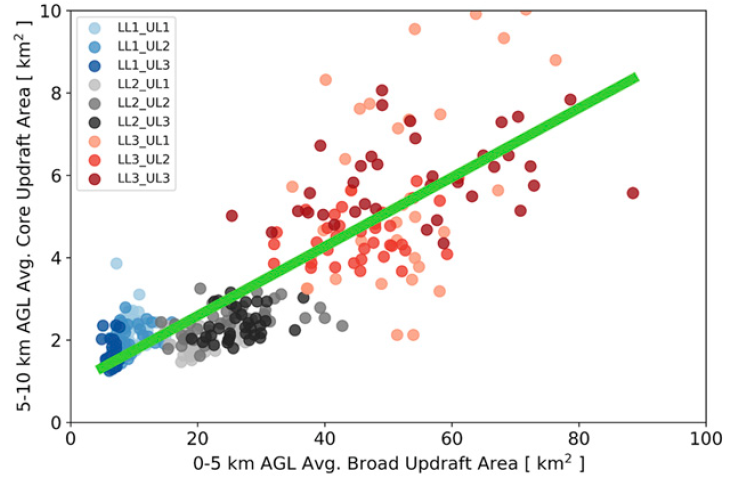 10
8
6
4
2
0
0
20
40
60
80
100
5-10 km AGL Avg. Core Updraft Area [ km² ]
0-5 km AGL Avg. Broad Updraft Area [ km² ]
LL1_UL1
LL1_UL2
LL1_UL3
LL2_UL1
LL2_UL2
LL2_UL3
LL3_UL1
LL3_UL2
LL3_UL3